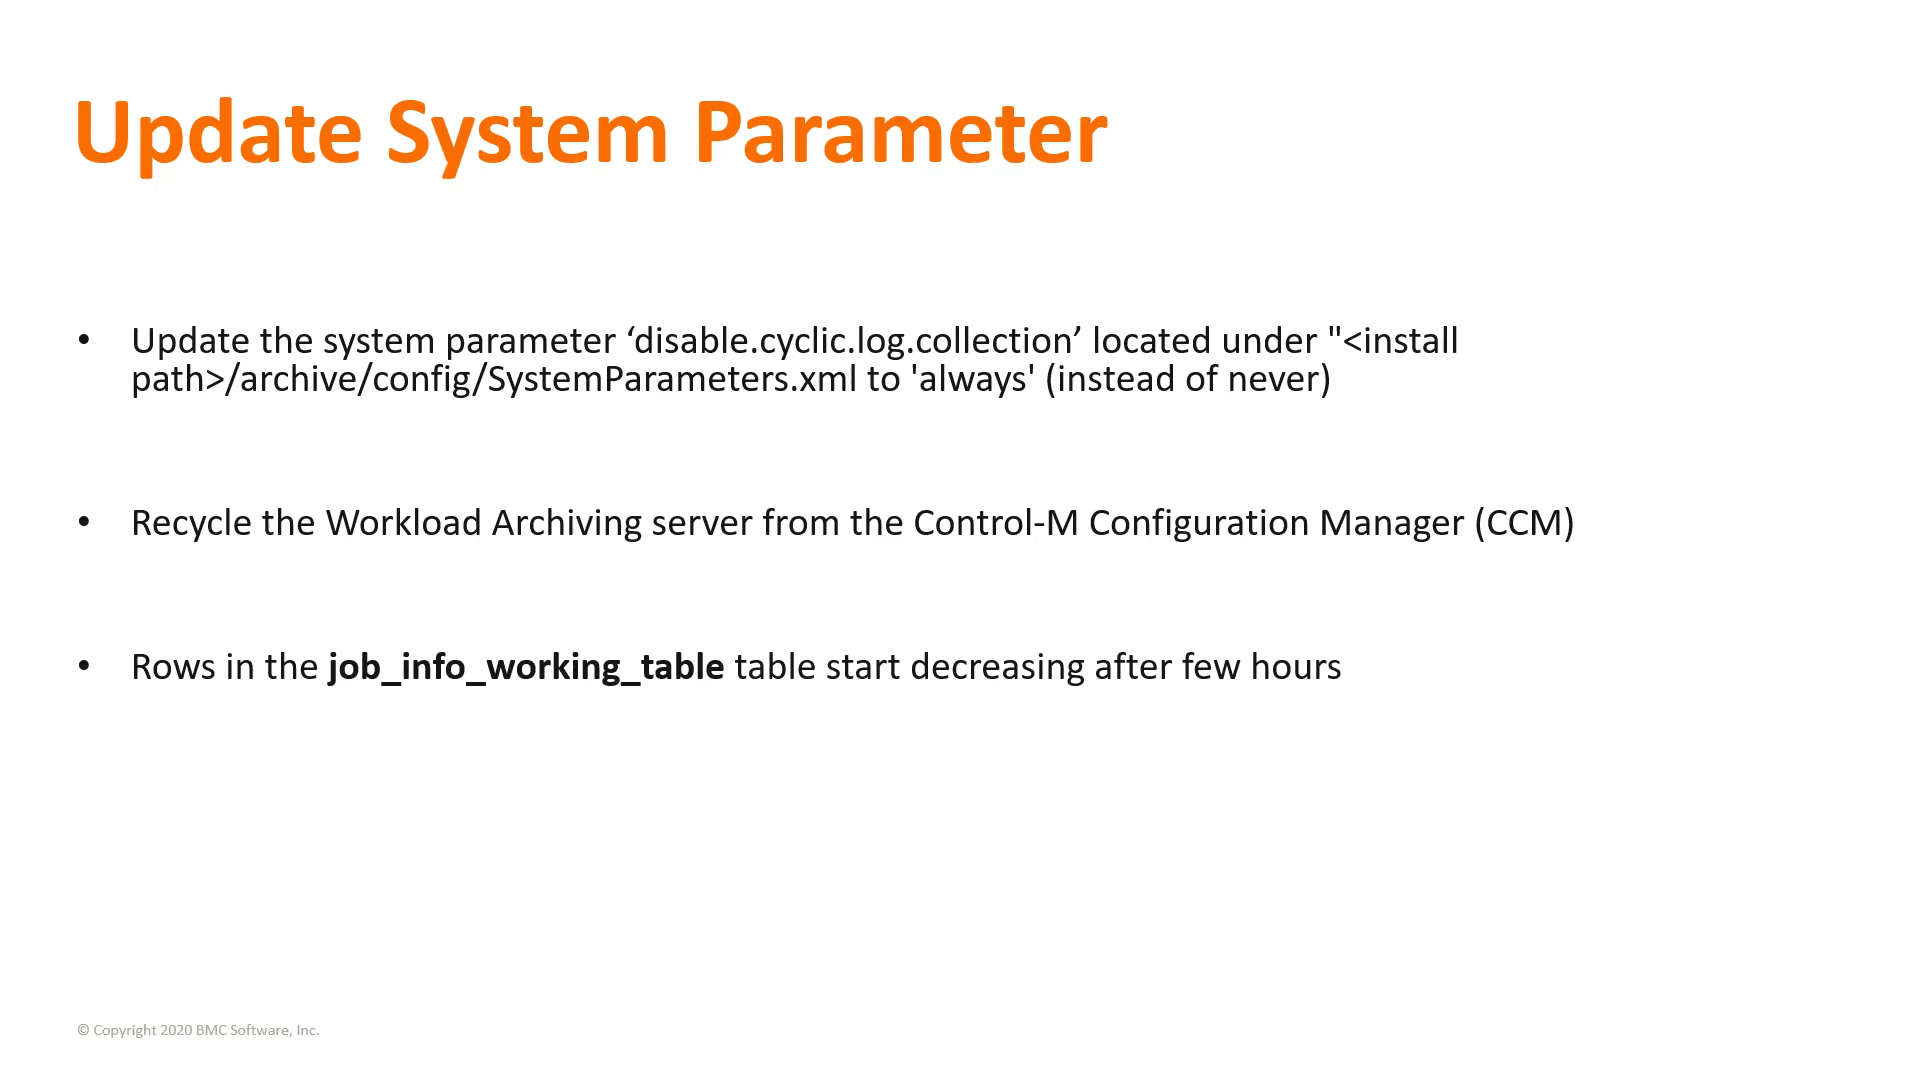 Update System Parameter
• Update the system parameter ‘disable.cyclic.log.collection’ located under "<install
path>/archive/config/SystemParameters.xml to 'always' (instead of never)
• Recycle the Workload Archiving server from the Control-M Configuration Manager (CCM)
• Rows in the job_info_working_table table start decreasing after few hours
© Copyright 2020 BMC Software, Inc.